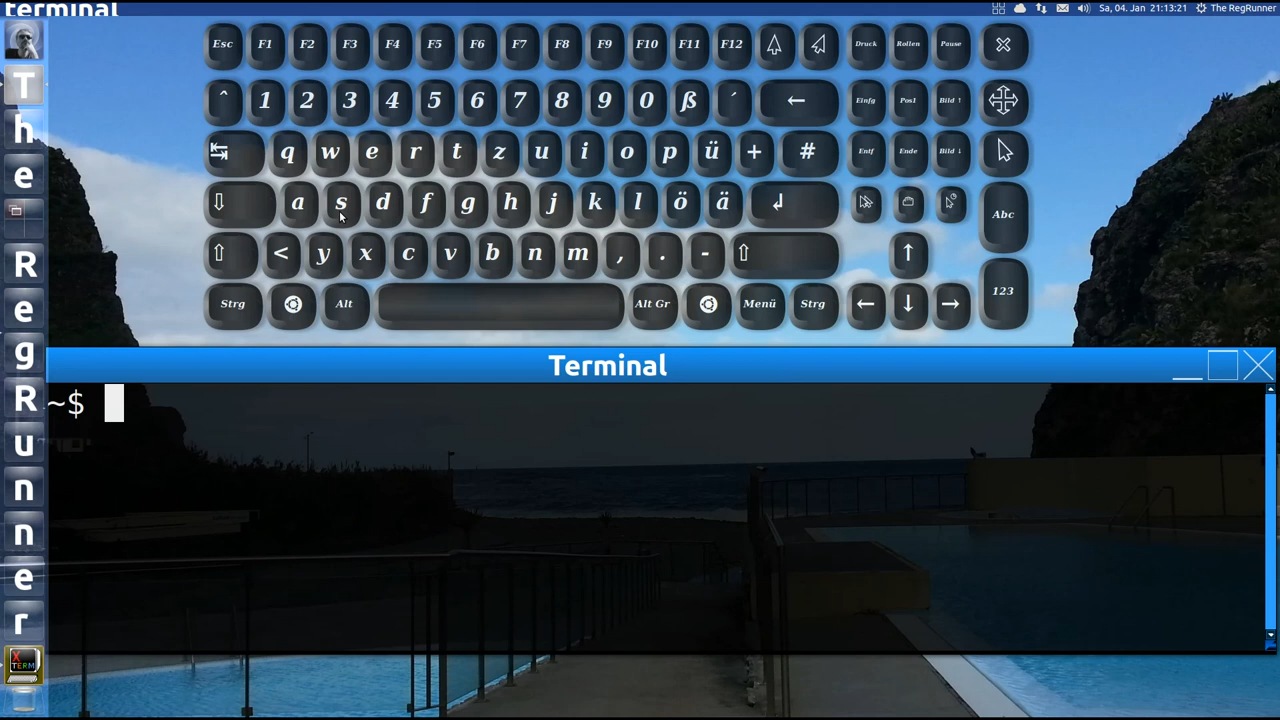 terminal
Sa, 04. Jan 21:13:21 The RegRunner
Esc F1 F2 F3 F4 F5 F6 F7 F8 F9 F10 F11 F12 Druck Rollen Pause
^ 1 2 3 4 5 6 7 8 9 0 ß ´ ← Einfg Pos1 Bild ↑
↹ q w e r t z u i o p ü + # Entf Ende Bild ↓
⇩ a s d f g h j k l ö ä ↲ Abc
⇧ < y x c v b n m , . - ⇧ ↑
Strg Alt Alt Gr Menü Strg ← ↓ → 123
T
h
e
R
e
g
R
u
n
n
e
r
X
TERM
Terminal
~$